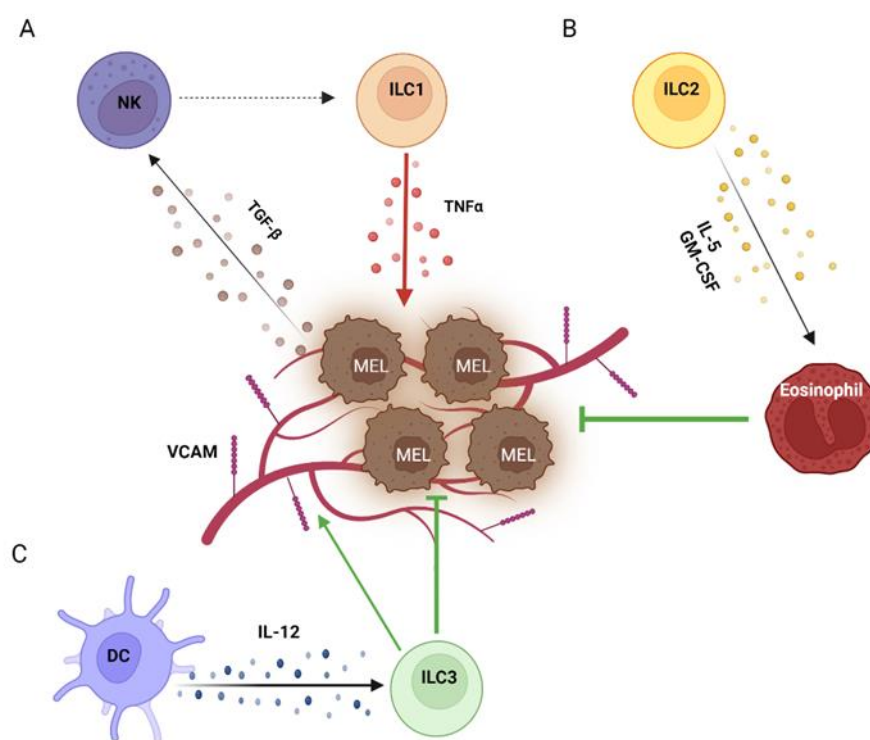 A
B
NK
ILC1
ILC2
TGF-β
TNFα
IL-5
GM-CSF
MEL
MEL
Eosinophil
VCAM
MEL
MEL
C
IL-12
DC
ILC3